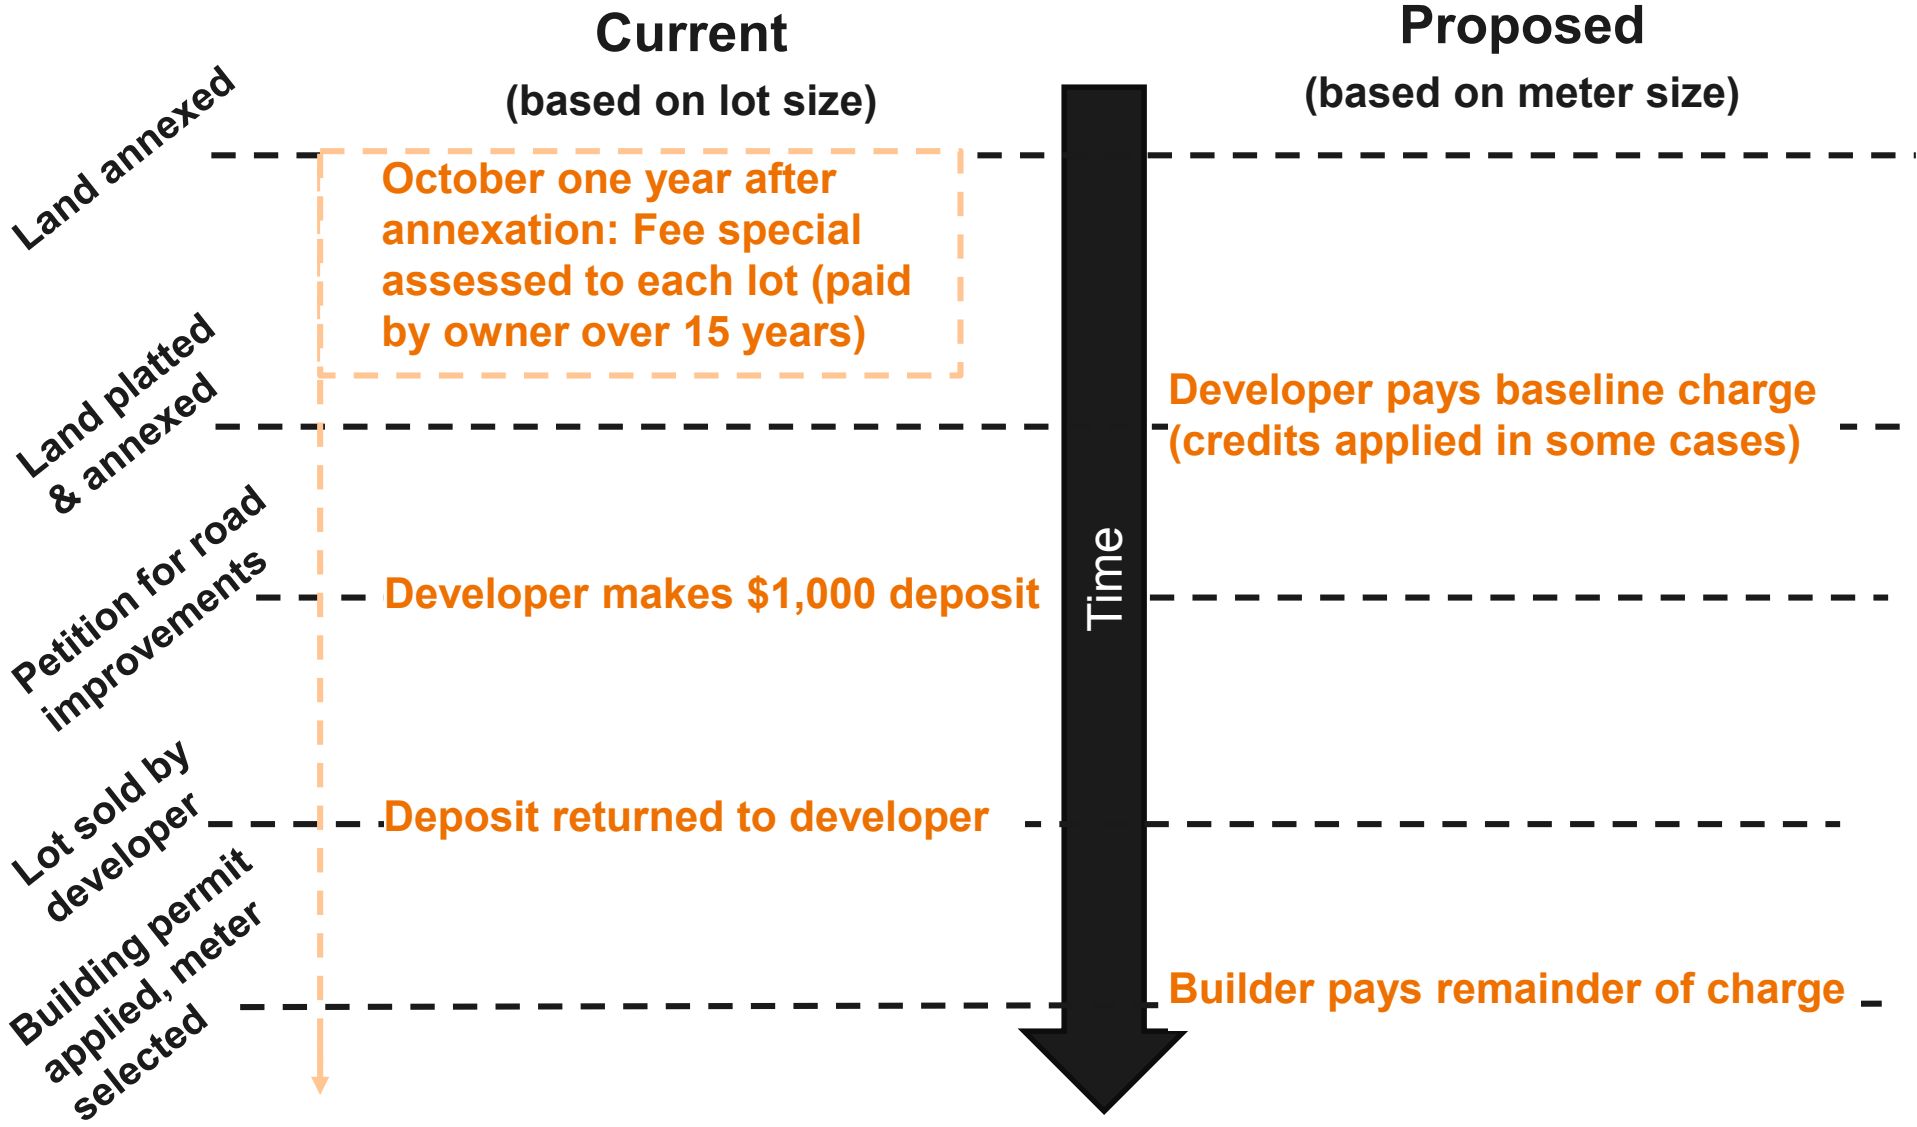 Current
(based on lot size)
Proposed
(based on meter size)
Land annexed
October one year after
annexation: Fee special
assessed to each lot (paid
by owner over 15 years)
Land platted
& annexed
Developer pays baseline charge
(credits applied in some cases)
Petition for road
improvements
Developer makes $1,000 deposit
Time
Lot sold by
developer
Deposit returned to developer
Building permit
applied, meter
selected
Builder pays remainder of charge